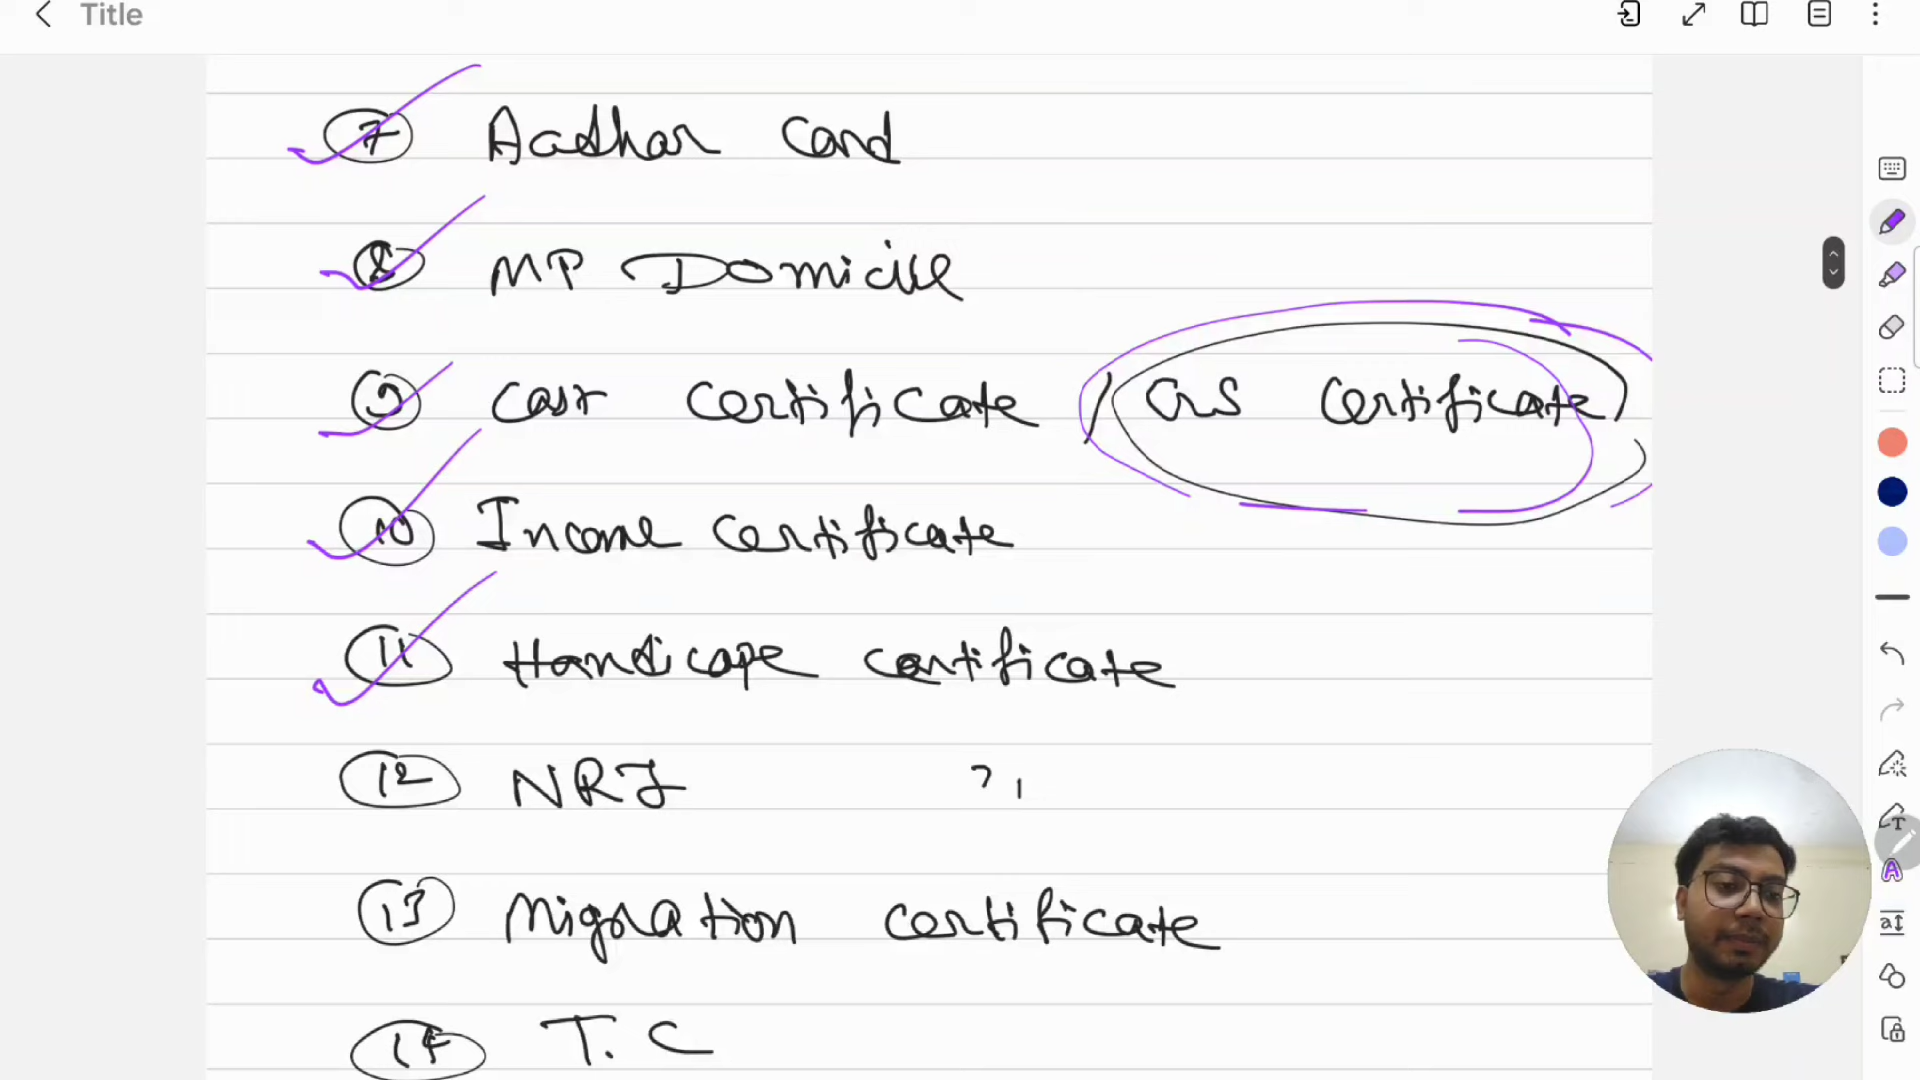 Title
7 Aadhar Card
8 MP Domicile
9 Cast Certificate / GS Certificate
10 Income Certificate
11 Handicape Certificate
12 NRI
13 Migration Certificate
14 T. C